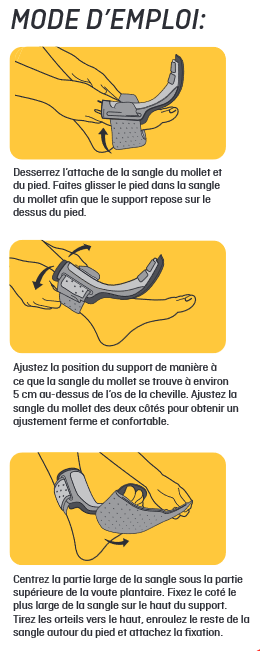 MODE D'EMPLOI:
Desserrez l'attache de la sangle du mollet et
du pied. Faites glisser le pied dans la sangle
du mollet afin que le support repose sur le
dessus du pied.
Ajustez la position du support de manière à
ce que la sangle du mollet se trouve à environ
5 cm au-dessus de l'os de la cheville. Ajustez la
sangle du mollet des deux côtés pour obtenir un
ajustement ferme et confortable.
Centrez la partie large de la sangle sous la partie
supérieure de la voute plantaire. Fixez le coté le
plus large de la sangle sur le haut du support.
Tirez les orteils vers le haut, enroulez le reste de la
sangle autour du pied et attachez la fixation.